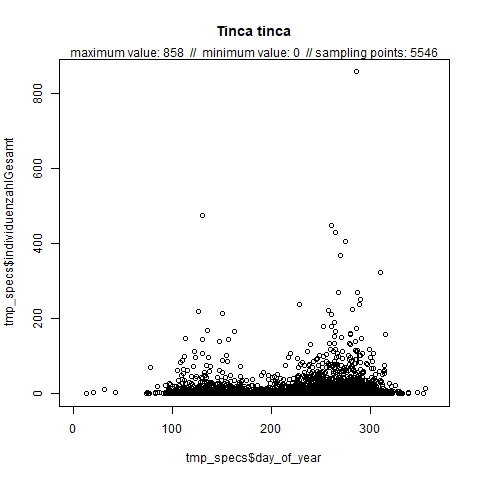 Tinca tinca
maximum value: 858 // minimum value: 0 // sampling points: 5546
tmp_specs$individuenzahlGesamt
800
600
400
200
0
0 100 200 300
tmp_specs$day_of_year